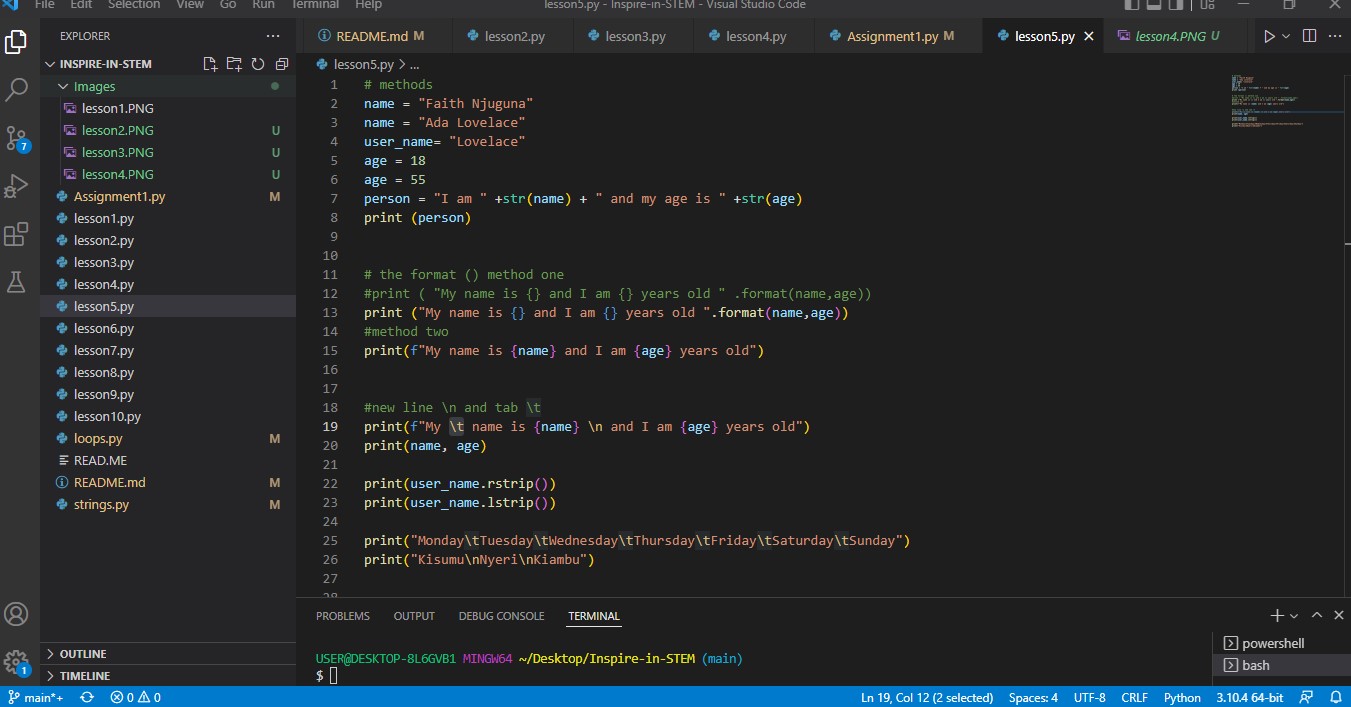 File Edit Selection View Go Run Terminal Help lesson5.py - Inspire-in-STEM - Visual Studio Code
EXPLORER
README.md M
lesson2.py
lesson3.py
lesson4.py
Assignment1.py M
lesson5.py
lesson4.PNG U
INSPIRE-IN-STEM
Images
lesson1.PNG
lesson2.PNG U
lesson3.PNG U
lesson4.PNG U
Assignment1.py M
lesson1.py
lesson2.py
lesson3.py
lesson4.py
lesson5.py
lesson6.py
lesson7.py
lesson8.py
lesson9.py
lesson10.py
loops.py M
READ.ME
README.md M
strings.py M
OUTLINE
TIMELINE
7
1
lesson5.py > ...
1 # methods
2 name = "Faith Njuguna"
3 name = "Ada Lovelace"
4 user_name= "Lovelace"
5 age = 18
6 age = 55
7 person = "I am " +str(name) + " and my age is " +str(age)
8 print (person)
9
10
11 # the format () method one
12 #print ( "My name is {} and I am {} years old " .format(name,age))
13 print ("My name is {} and I am {} years old ".format(name,age))
14 #method two
15 print(f"My name is {name} and I am {age} years old")
16
17
18 #new line \n and tab \t
19 print(f"My \t name is {name} \n and I am {age} years old")
20 print(name, age)
21
22 print(user_name.rstrip())
23 print(user_name.lstrip())
24
25 print("Monday\tTuesday\tWednesday\tThursday\tFriday\tSaturday\tSunday")
26 print("Kisumu\nNyeri\nKiambu")
27
28
PROBLEMS OUTPUT DEBUG CONSOLE TERMINAL
USER@DESKTOP-8L6GVB1 MINGW64 ~/Desktop/Inspire-in-STEM (main)
$
powershell
bash
main*+ 0 0 Ln 19, Col 12 (2 selected) Spaces: 4 UTF-8 CRLF Python 3.10.4 64-bit